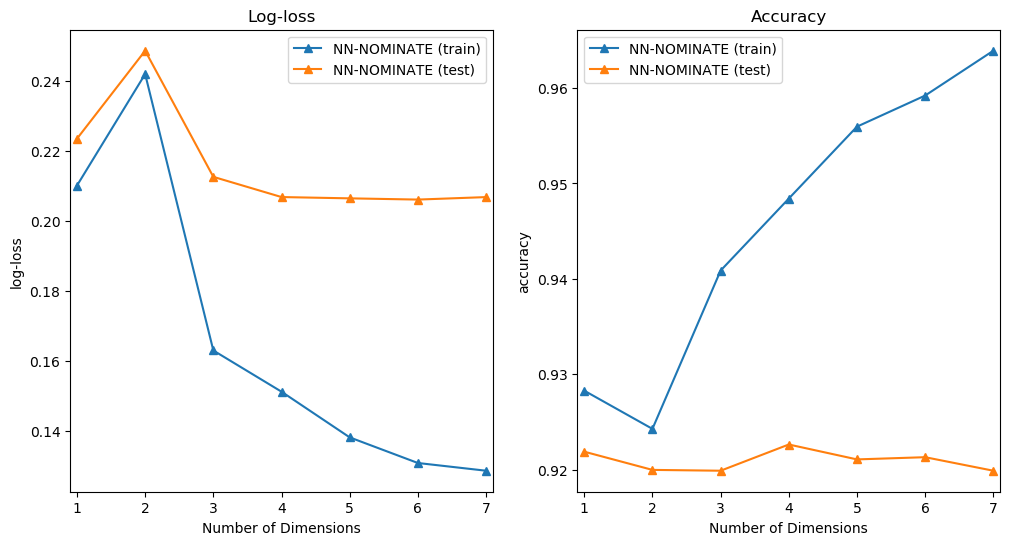 Log-loss
NN-NOMINATE (train)
NN-NOMINATE (test)
0.24
0.22
0.20
0.18
0.16
0.14
log-loss
1 2 3 4 5 6 7
Number of Dimensions
Accuracy
NN-NOMINATE (train)
NN-NOMINATE (test)
0.96
0.95
0.94
0.93
0.92
accuracy
1 2 3 4 5 6 7
Number of Dimensions